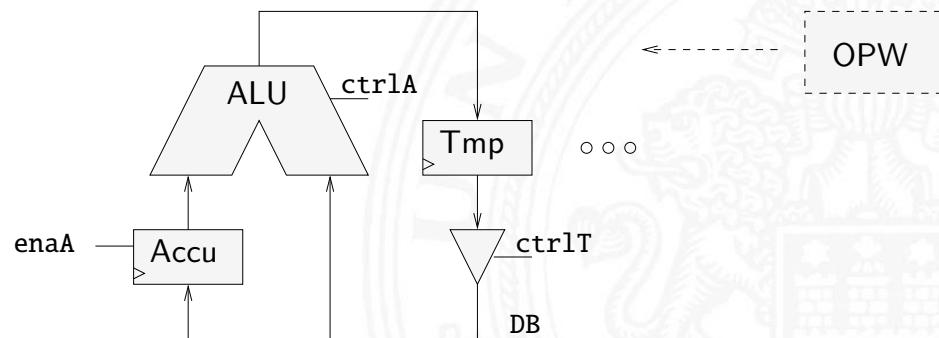 OPW
ALU
ctrlA
Tmp
enaA
Accu
ctrlT
DB